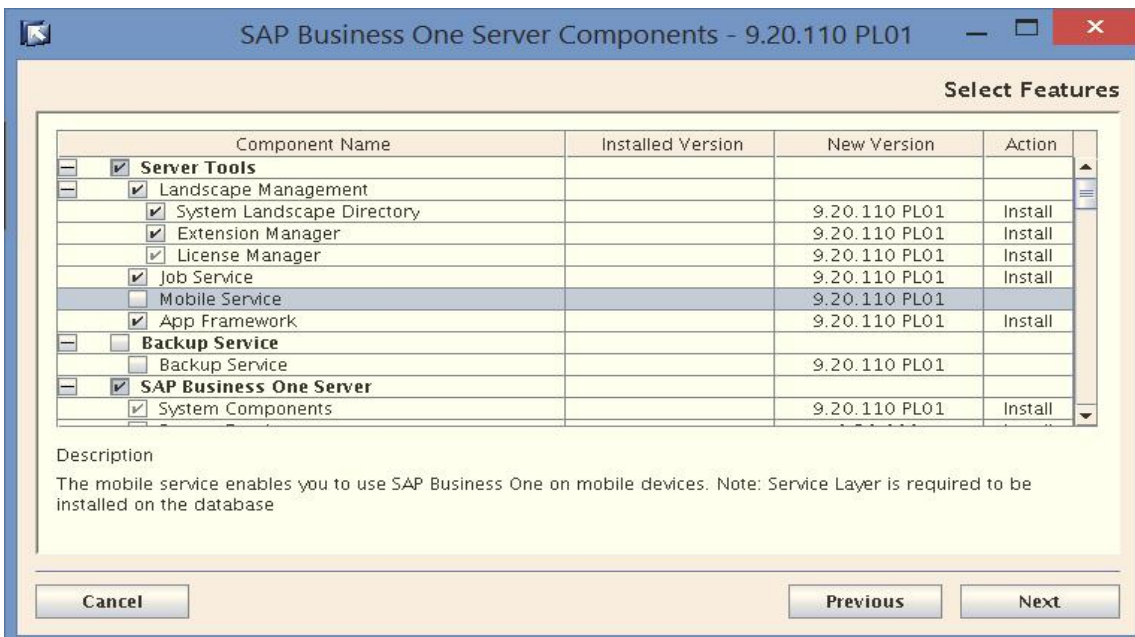 SAP Business One Server Components - 9.20.110 PL01
Select Features
Component Name Installed Version New Version Action
Server Tools
Landscape Management
System Landscape Directory 9.20.110 PL01 Install
Extension Manager 9.20.110 PL01 Install
License Manager 9.20.110 PL01 Install
Job Service 9.20.110 PL01 Install
Mobile Service 9.20.110 PL01
App Framework 9.20.110 PL01 Install
Backup Service
Backup Service 9.20.110 PL01
SAP Business One Server
System Components 9.20.110 PL01 Install
Description
The mobile service enables you to use SAP Business One on mobile devices. Note: Service Layer is required to be
installed on the database
Cancel Previous Next